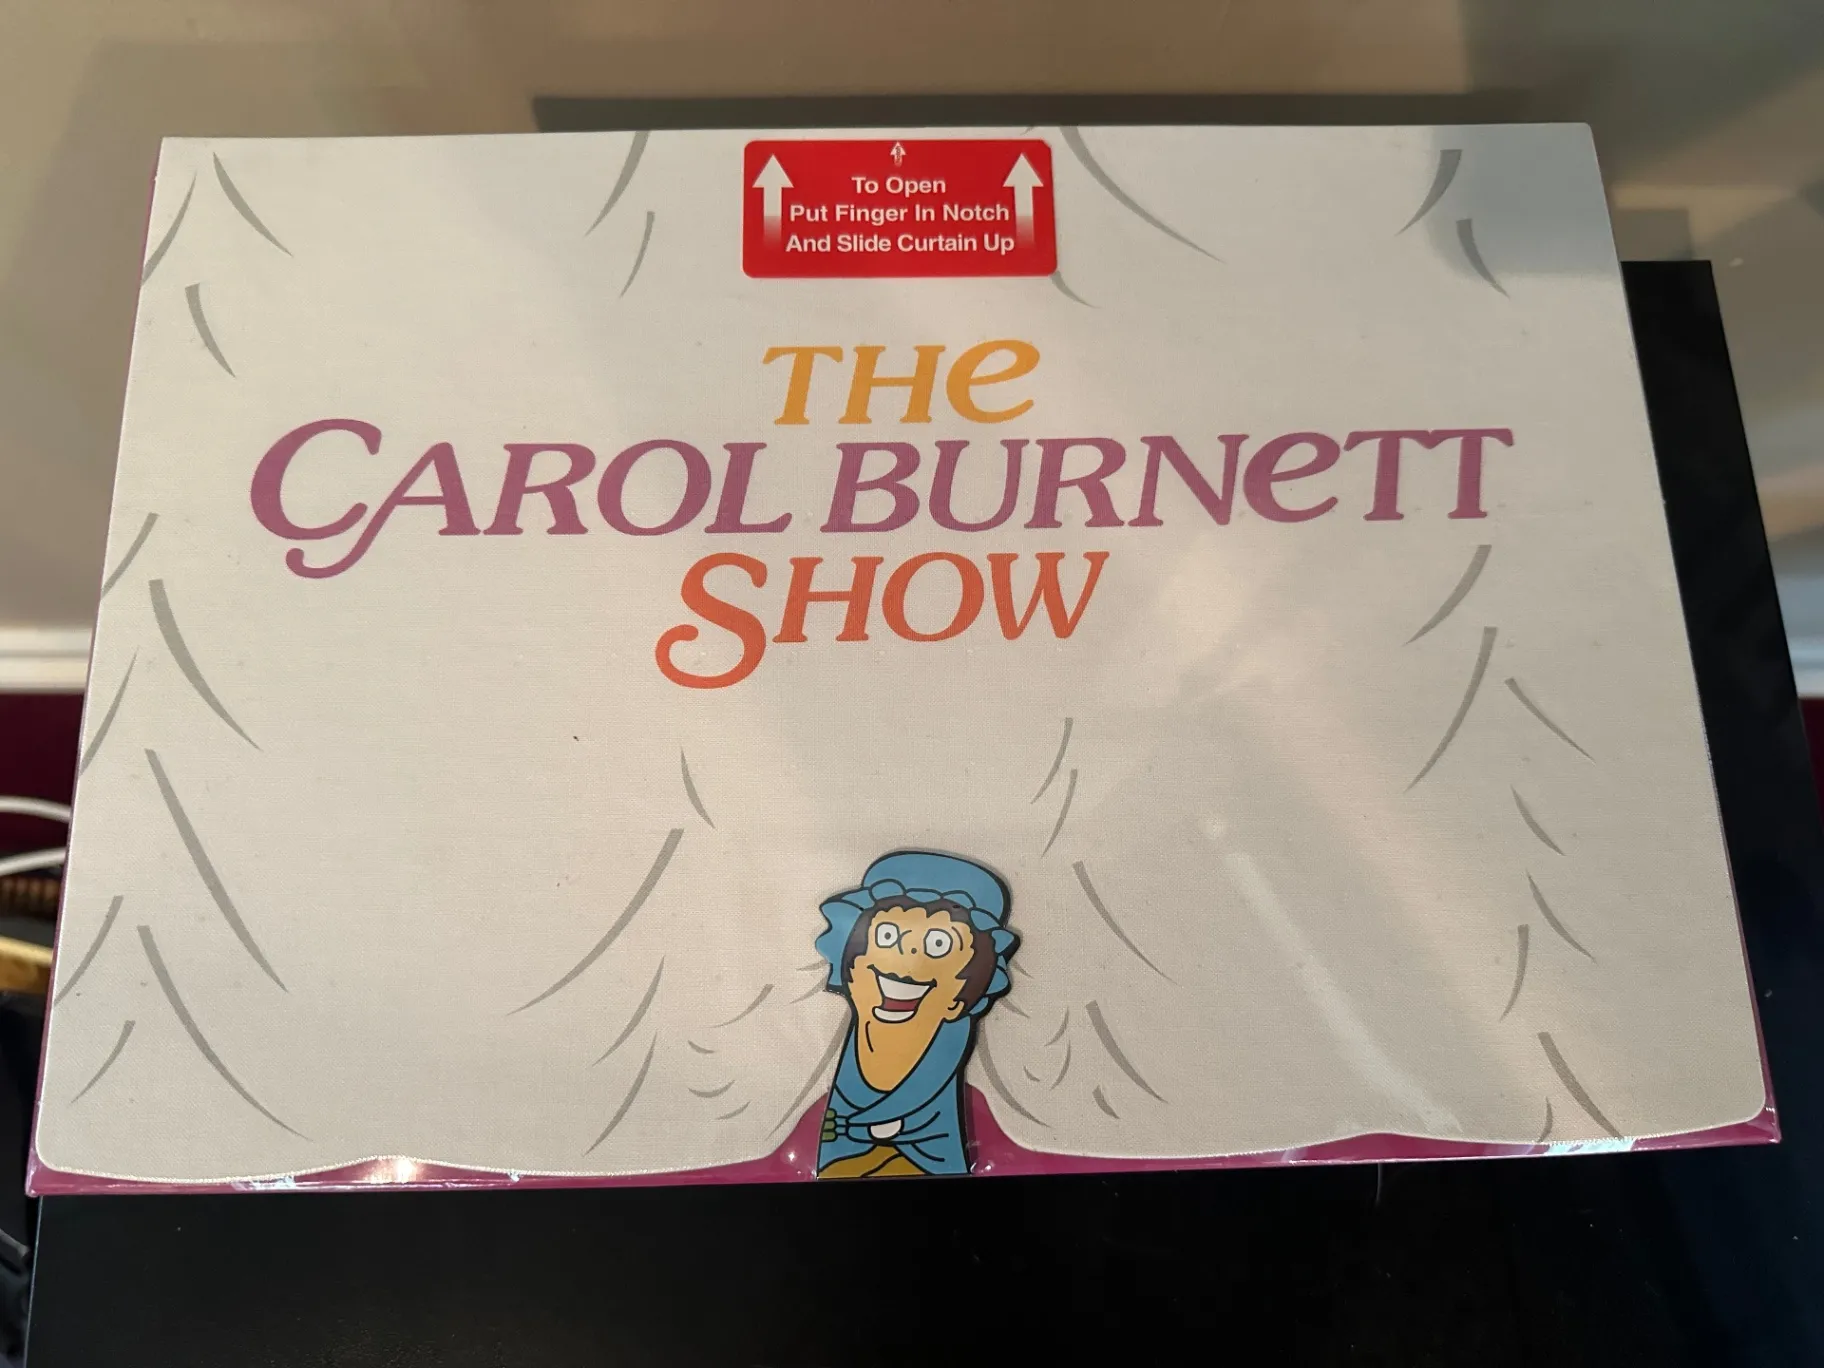 To Open
Put Finger In Notch
And Slide Curtain Up
THE
CAROL BURNETT
SHOW